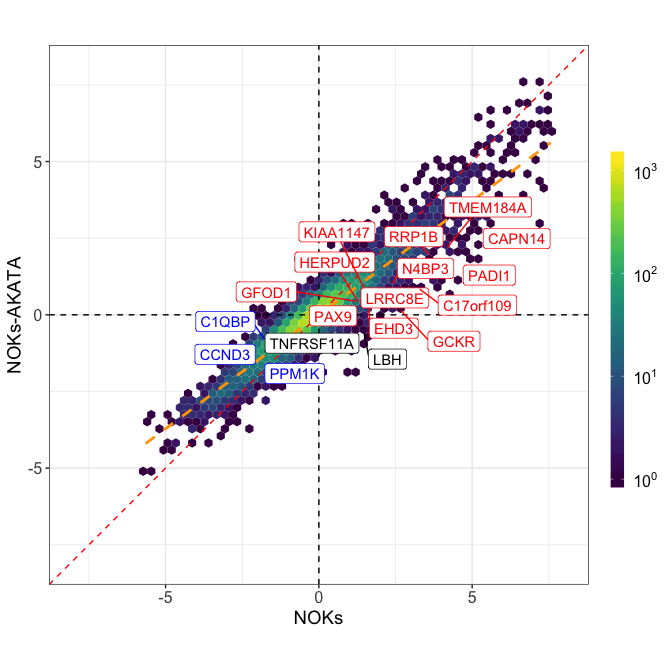 10³
5
TMEM184A
KIAA1147
RRP1B
CAPN14
HERPUD2
N4BP3
PADI1
10²
GFOD1
LRRC8E
C17orf109
NOKs-AKATA
0
C1QBP
PAX9
EHD3
TNFRSF11A
GCKR
CCND3
LBH
PPM1K
10¹
-5
10⁰
-5
0
5
NOKs